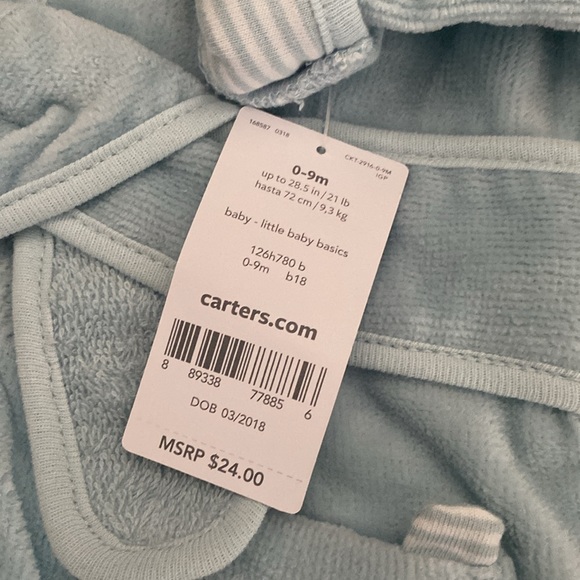 168587 0318
CKT-2916-0-9M
IGP
0-9m
up to 28.5 in / 21 lb
hasta 72 cm / 9,3 kg
baby - little baby basics
126h780 b
0-9m b18
carters.com
8 89338 77885 6
DOB 03/2018
MSRP $24.00